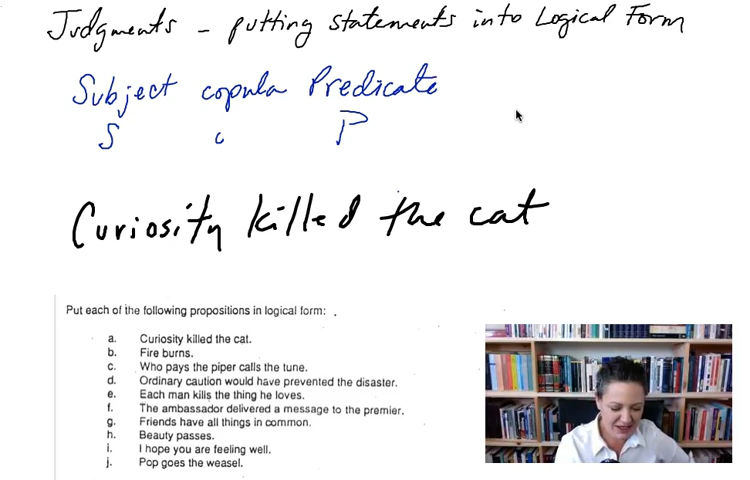 Judgments - putting statements into Logical Form
Subject copula Predicate
S c P
Curiosity killed the cat
Put each of the following propositions in logical form:
a. Curiosity killed the cat.
b. Fire burns.
c. Who pays the piper calls the tune.
d. Ordinary caution would have prevented the disaster.
e. Each man kills the thing he loves.
f. The ambassador delivered a message to the premier.
g. Friends have all things in common.
h. Beauty passes.
i. I hope you are feeling well.
j. Pop goes the weasel.